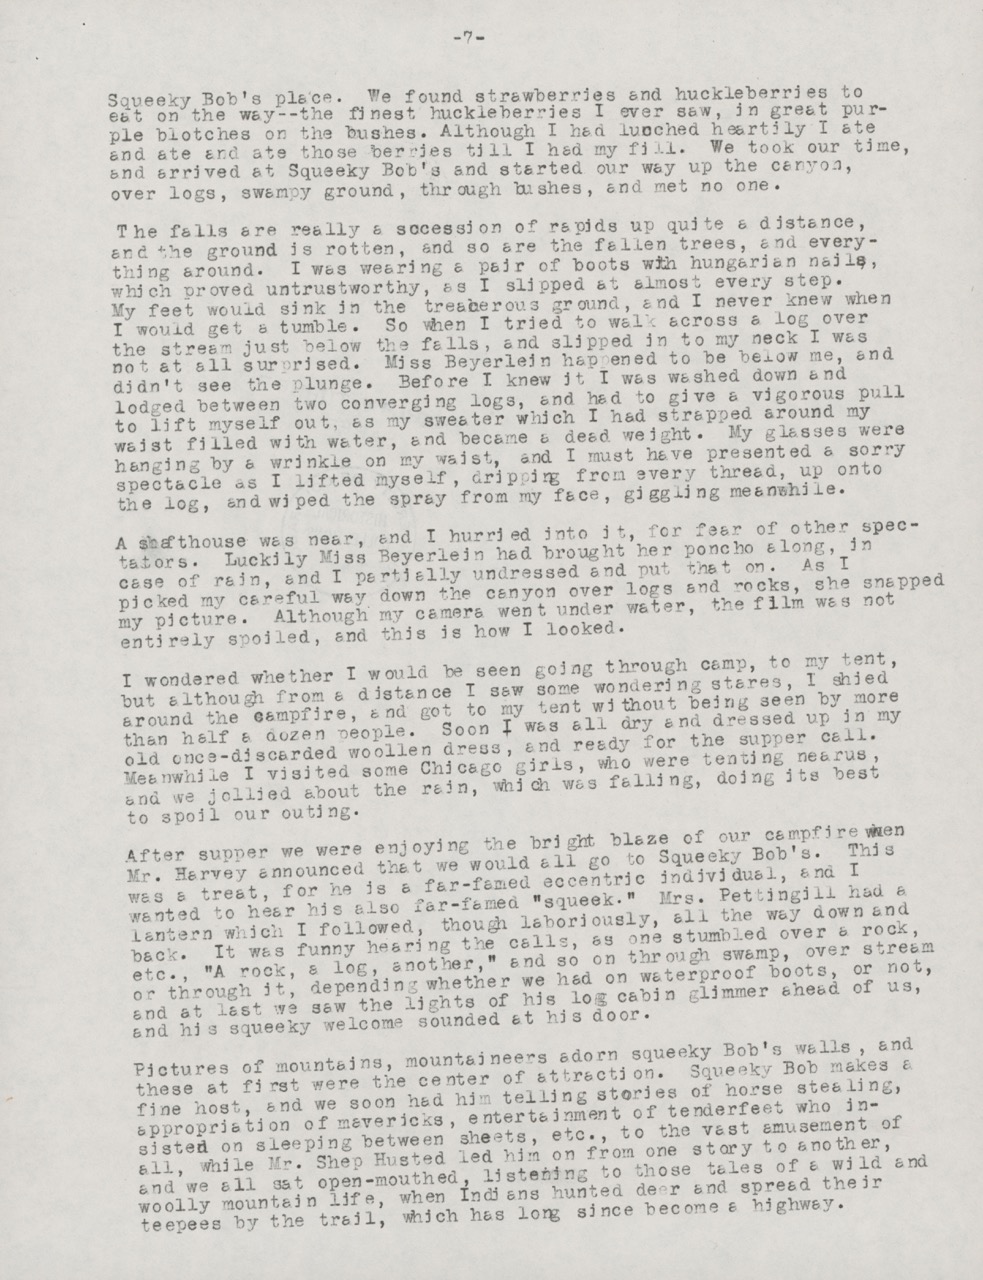 -7-
Squeeky Bob's place. We found strawberries and huckleberries to
eat on the way--the finest huckleberries I ever saw, in great pur-
ple blotches on the bushes. Although I had lunched heartily I ate
and ate and ate those berries till I had my fill. We took our time,
and arrived at Squeeky Bob's and started our way up the canyon,
over logs, swampy ground, through bushes, and met no one.
The falls are really a socession of rapids up quite a distance,
and the ground is rotten, and so are the fallen trees, and every-
thing around. I was wearing a pair of boots with hungarian nails,
which proved untrustworthy, as I slipped at almost every step.
My feet would sink in the treacherous ground, and I never knew when
I would get a tumble. So when I tried to walk across a log over
the stream just below the falls, and slipped in to my neck I was
not at all surprised. Miss Beyerlein happened to be below me, and
didn't see the plunge. Before I knew it I was washed down and
lodged between two converging logs, and had to give a vigorous pull
to lift myself out, as my sweater which I had strapped around my
waist filled with water, and became a dead weight. My glasses were
hanging by a wrinkle on my waist, and I must have presented a sorry
spectacle as I lifted myself, dripping from every thread, up onto
the log, and wiped the spray from my face, giggling meanwhile.
A shafthouse was near, and I hurried into it, for fear of other spec-
tators. Luckily Miss Beyerlein had brought her poncho along, in
case of rain, and I partially undressed and put that on. As I
picked my careful way down the canyon over logs and rocks, she snapped
my picture. Although my camera went under water, the film was not
entirely spoiled, and this is how I looked.
I wondered whether I would be seen going through camp, to my tent,
but although from a distance I saw some wondering stares, I shied
around the campfire, and got to my tent without being seen by more
than half a dozen people. Soon I was all dry and dressed up in my
old once-discarded woollen dress, and ready for the supper call.
Meanwhile I visited some Chicago girls, who were tenting nearus,
and we jollied about the rain, which was falling, doing its best
to spoil our outing.
After supper we were enjoying the bright blaze of our campfire when
Mr. Harvey announced that we would all go to Squeeky Bob's. This
was a treat, for he is a far-famed eccentric individual, and I
wanted to hear his also far-famed "squeek." Mrs. Pettingill had a
lantern which I followed, though laboriously, all the way down and
back. It was funny hearing the calls, as one stumbled over a rock,
etc., "A rock, a log, another," and so on through swamp, over stream
or through it, depending whether we had on waterproof boots, or not,
and at last we saw the lights of his log cabin glimmer ahead of us,
and his squeeky welcome sounded at his door.
Pictures of mountains, mountaineers adorn squeeky Bob's walls, and
these at first were the center of attraction. Squeeky Bob makes a
fine host, and we soon had him telling stories of horse stealing,
appropriation of mavericks, entertainment of tenderfeet who in-
sisted on sleeping between sheets, etc., to the vast amusement of
all, while Mr. Shep Husted led him on from one story to another,
and we all sat open-mouthed, listening to those tales of a wild and
woolly mountain life, when Indians hunted deer and spread their
teepees by the trail, which has long since become a highway.